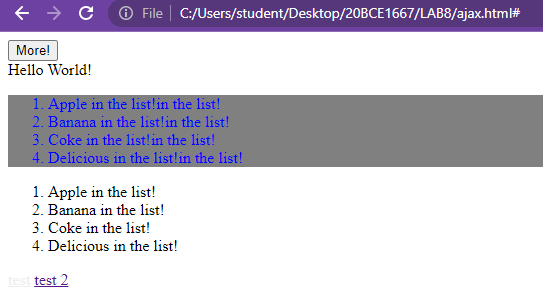 File | C:/Users/student/Desktop/20BCE1667/LAB8/ajax.html#
More!
Hello World!
1. Apple in the list!in the list!
2. Banana in the list!in the list!
3. Coke in the list!in the list!
4. Delicious in the list!in the list!
1. Apple in the list!
2. Banana in the list!
3. Coke in the list!
4. Delicious in the list!
test test 2